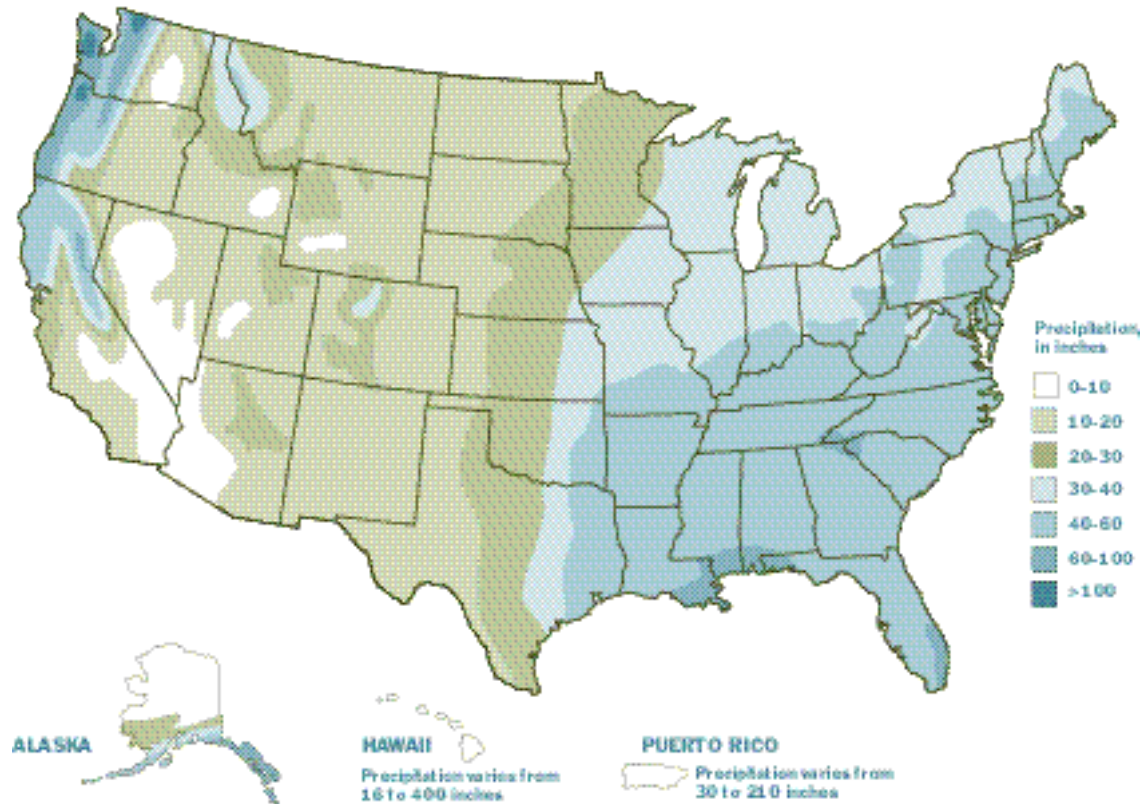 Precipitation,
in inches
0-10
10-20
20-30
30-40
40-60
60-100
>100
ALASKA
HAWAII
Precipitation varies from
16 to 400 inches
PUERTO RICO
Precipitation varies from
30 to 210 inches